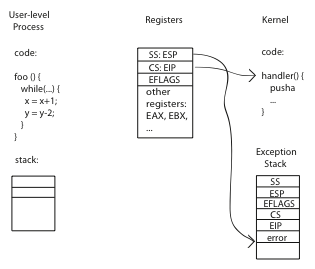 User-level
Process
code:
foo () {
while(...) {
x = x+1;
y = y-2;
}
}
stack:
Registers
SS: ESP
CS: EIP
EFLAGS
other
registers:
EAX, EBX,
...
Kernel
code:
handler() {
pusha
...
}
Exception
Stack
SS
ESP
EFLAGS
CS
EIP
error